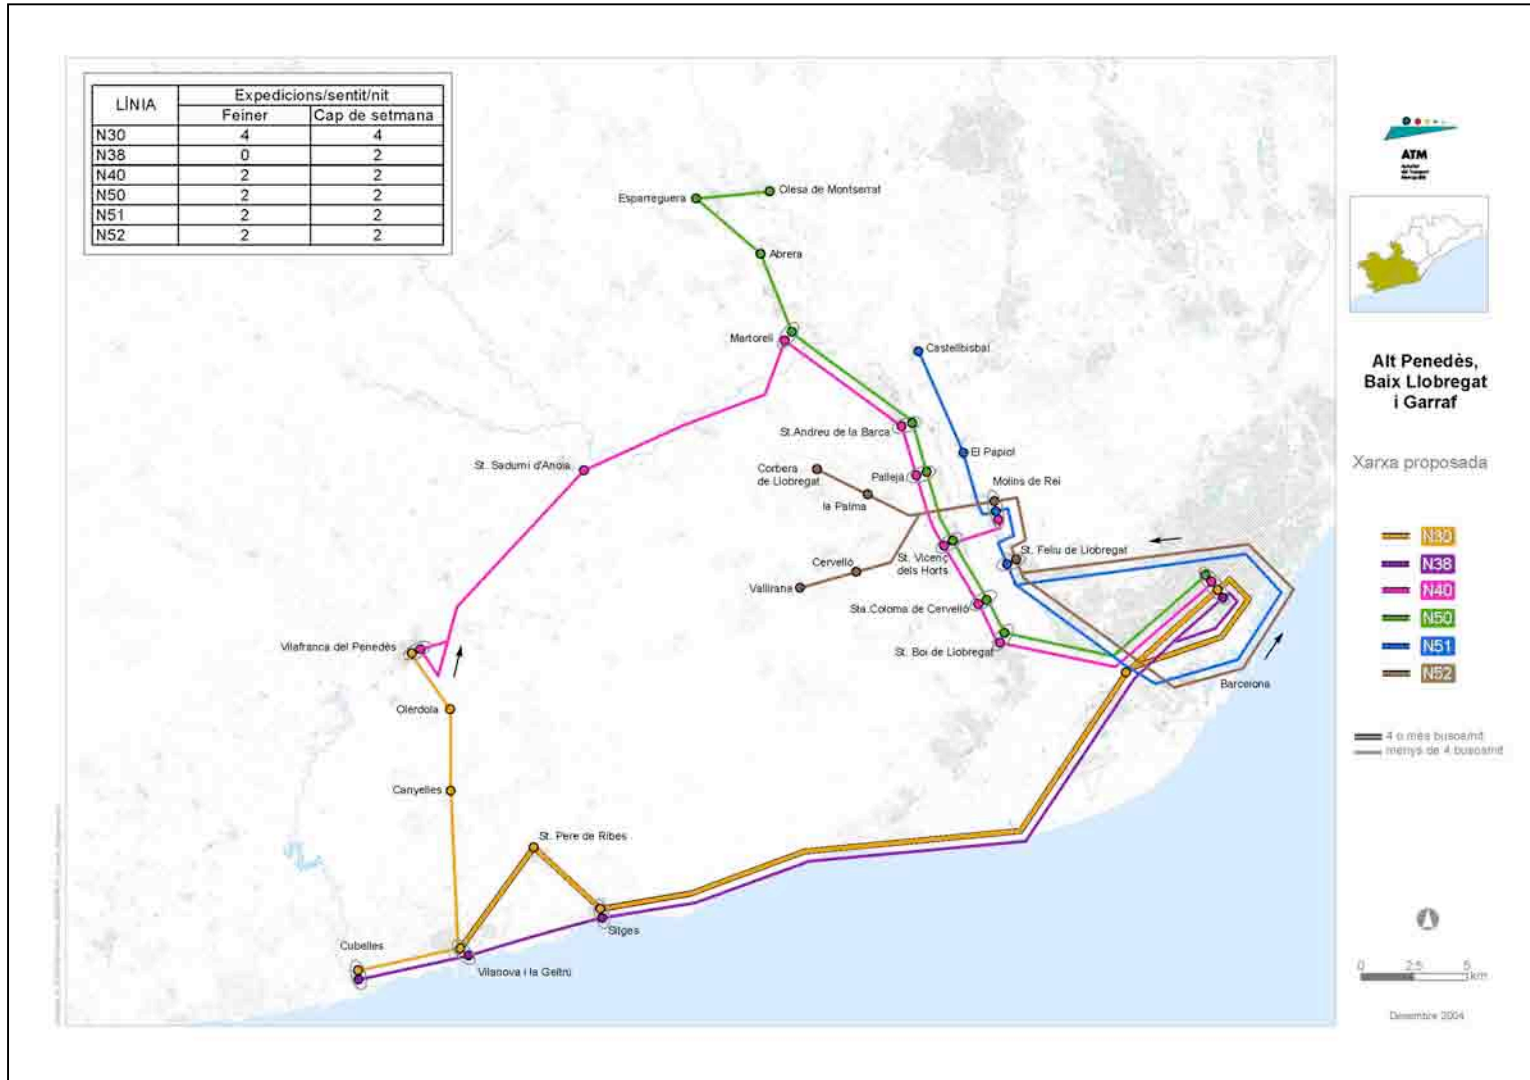 LÍNIA Expedicions/sentit/nit
Feiner Cap de setmana
N30 4 4
N38 0 2
N40 2 2
N50 2 2
N51 2 2
N52 2 2
ATM
Alt Penedès,
Baix Llobregat
i Garraf
Xarxa proposada
N30
N38
N40
N50
N51
N52
4 o més busos/nit
menys de 4 busos/nit
0 2,5 5
km
Desembre 2004
Olesa de Montserrat
Esparreguera
Abrera
Martorell
Castellbisbal
St.Andreu de la Barca
El Papiol
St. Sadurní d'Anoia
Corbera
de Llobregat
Pallejà
Molins de Rei
la Palma
St. Feliu de Llobregat
Cervelló
St. Vicenç
dels Horts
Vallirana
Sta.Coloma de Cervelló
Vilafranca del Penedès
St. Boi de Llobregat
Barcelona
Olèrdola
Canyelles
St. Pere de Ribes
Sitges
Cubelles
Vilanova i la Geltrú